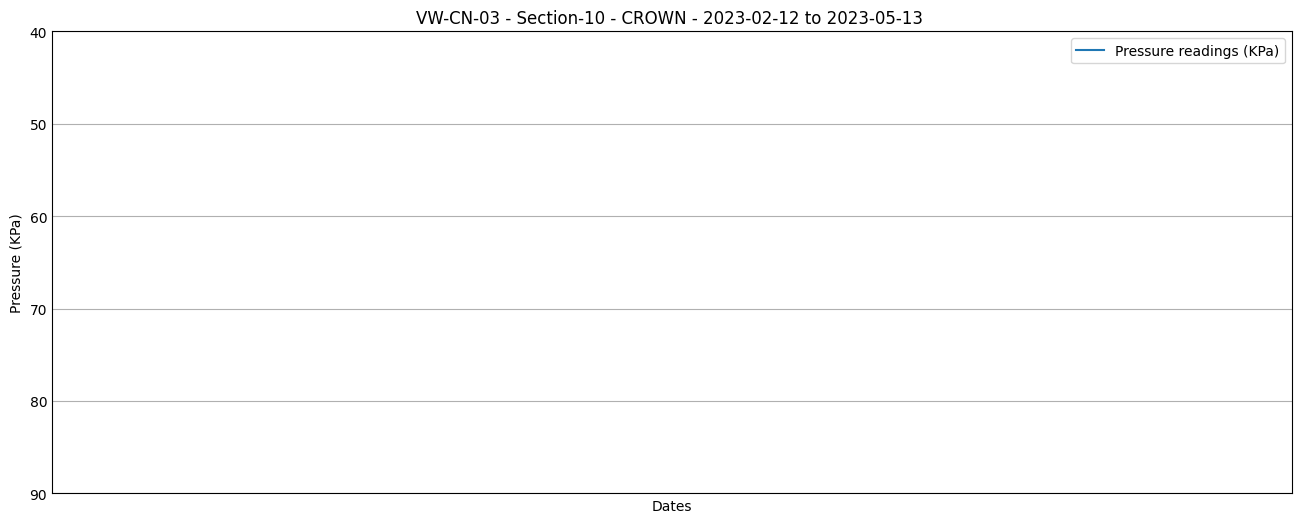 VW-CN-03 - Section-10 - CROWN - 2023-02-12 to 2023-05-13
Pressure readings (KPa)
40
50
60
70
80
90
Pressure (KPa)
Dates